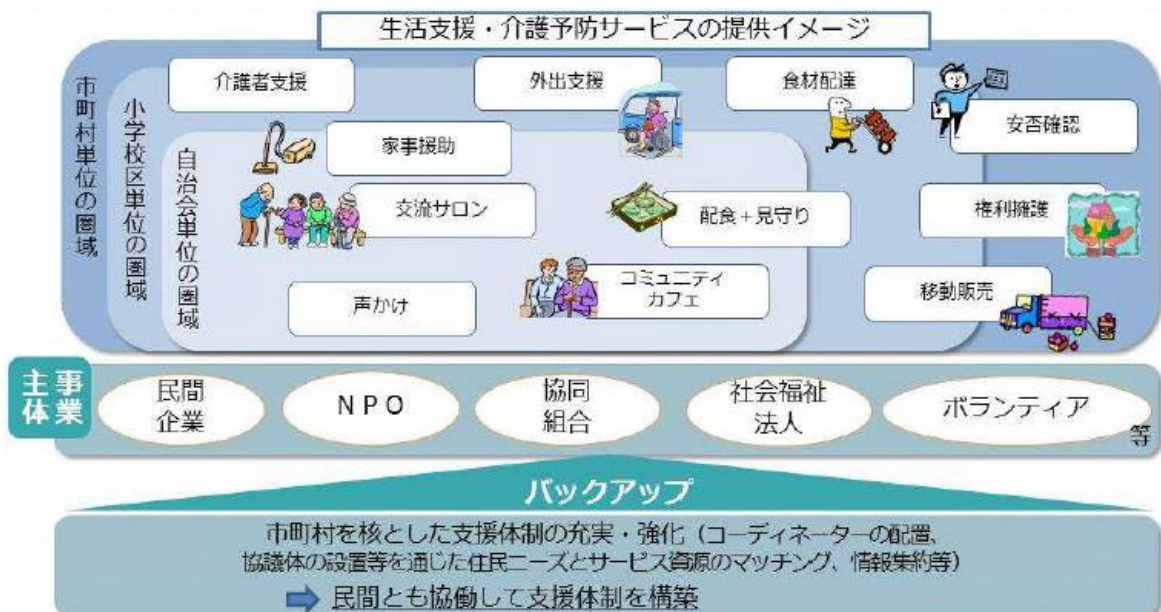 生活支援・介護予防サービスの提供イメージ
市町村単位の圏域
小学校区単位の圏域
自治会単位の圏域
介護者支援
外出支援
食材配達
安否確認
家事援助
交流サロン
配食＋見守り
権利擁護
声かけ
コミュニティ
カフェ
移動販売
事業
主体
民間
企業
NPO
協同
組合
社会福祉
法人
ボランティア
等
バックアップ
市町村を核とした支援体制の充実・強化（コーディネーターの配置、
協議体の設置等を通じた住民ニーズとサービス資源のマッチング、情報集約等）
➡ 民間とも協働して支援体制を構築